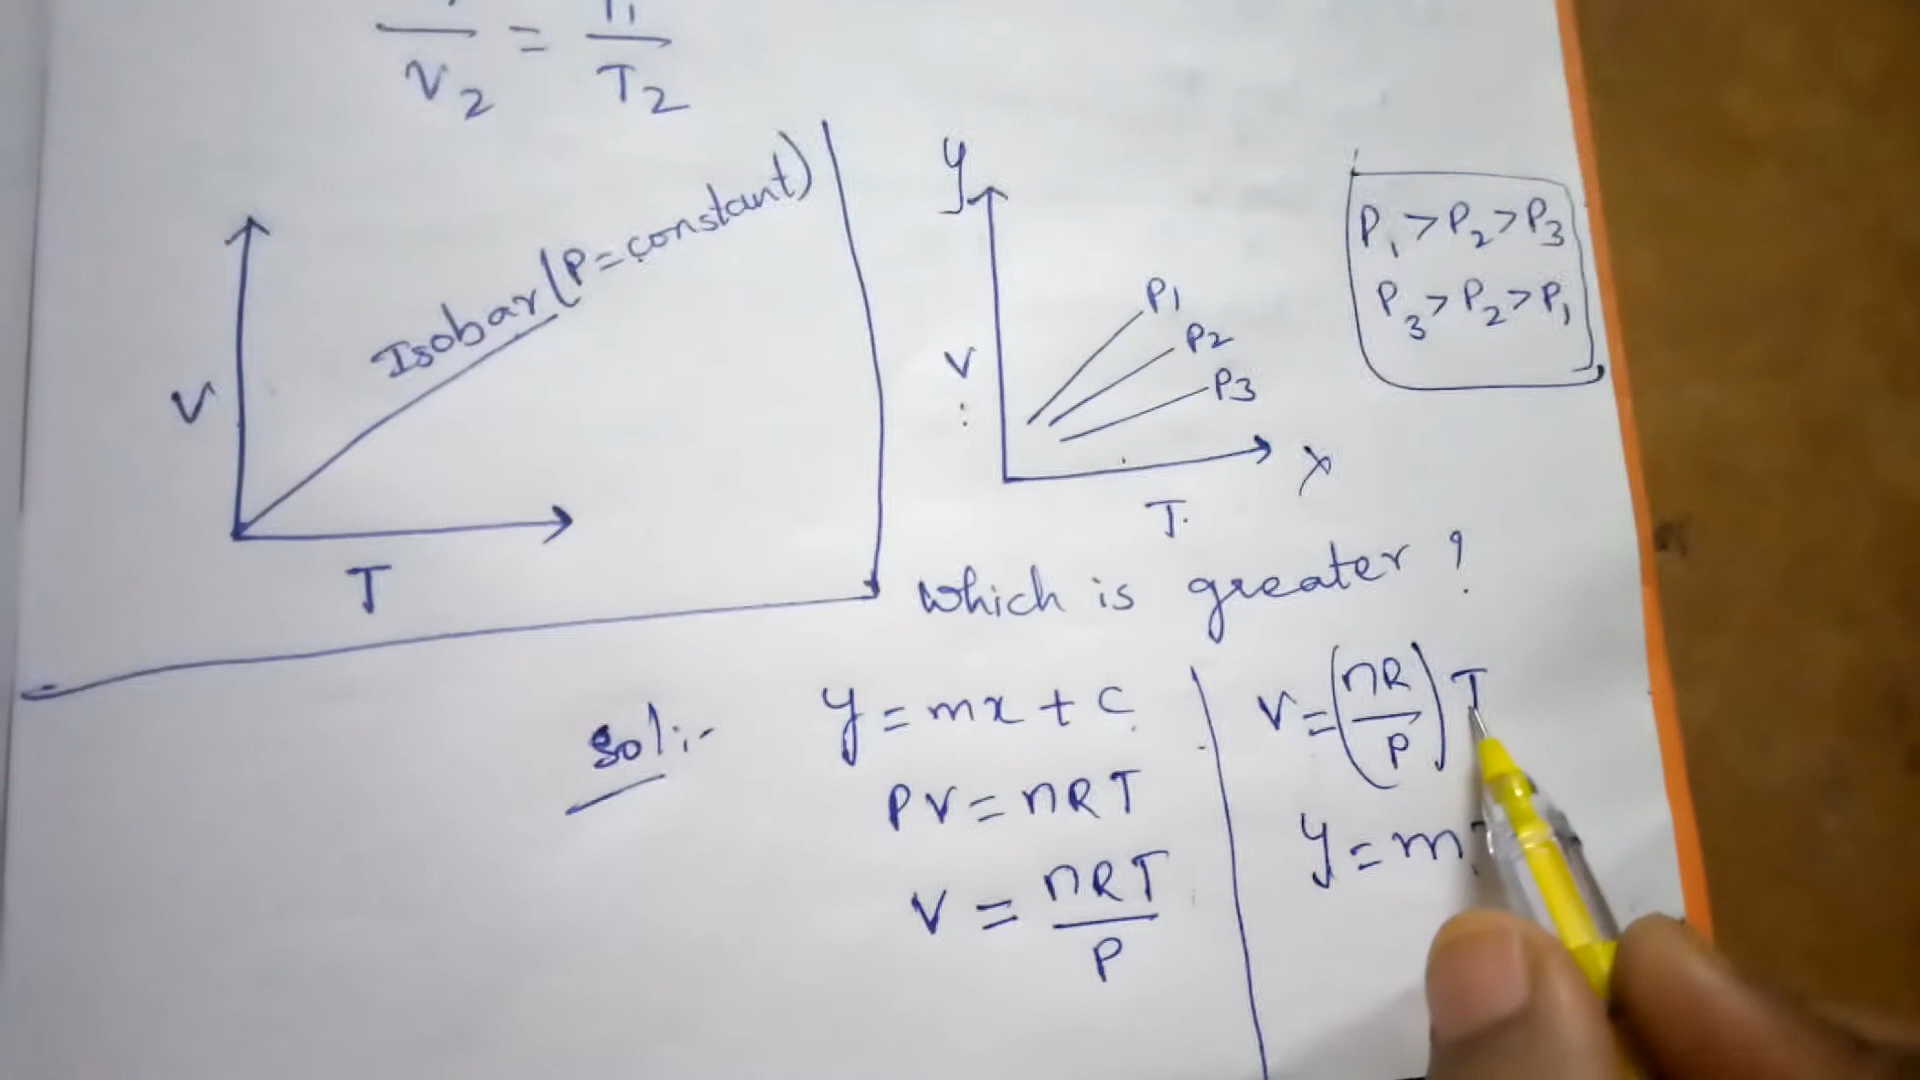 V2 = T2
Isobar (P=constant)
V
T
y
P1
P2
P3
V
x
T
P1 > P2 > P3
P3 > P2 > P1
which is greater ?
Sol:-
y = mx + c
PV = nRT
V = nRT
P
V = (nR/P) T
y = m